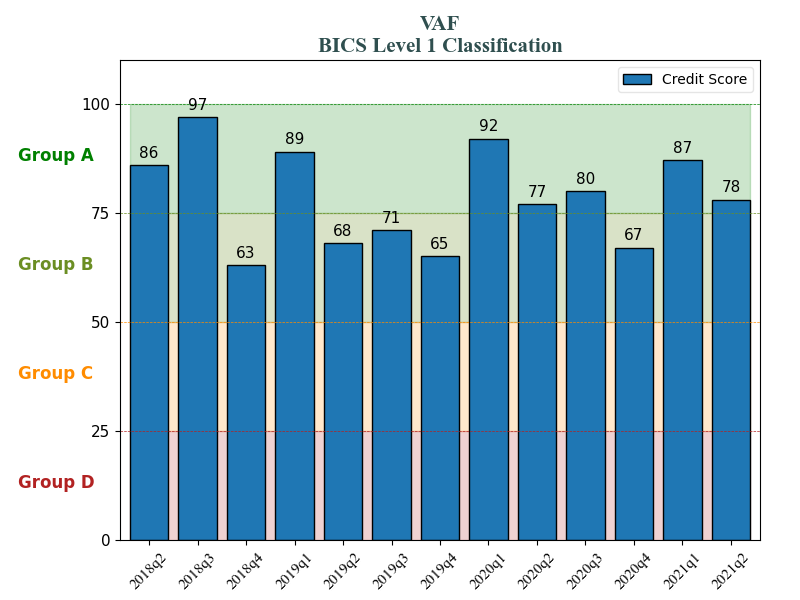 VAF
BICS Level 1 Classification
Credit Score
100
75
50
25
0
Group A
Group B
Group C
Group D
86
97
63
89
68
71
65
92
77
80
67
87
78
2018q2
2018q3
2018q4
2019q1
2019q2
2019q3
2019q4
2020q1
2020q2
2020q3
2020q4
2021q1
2021q2